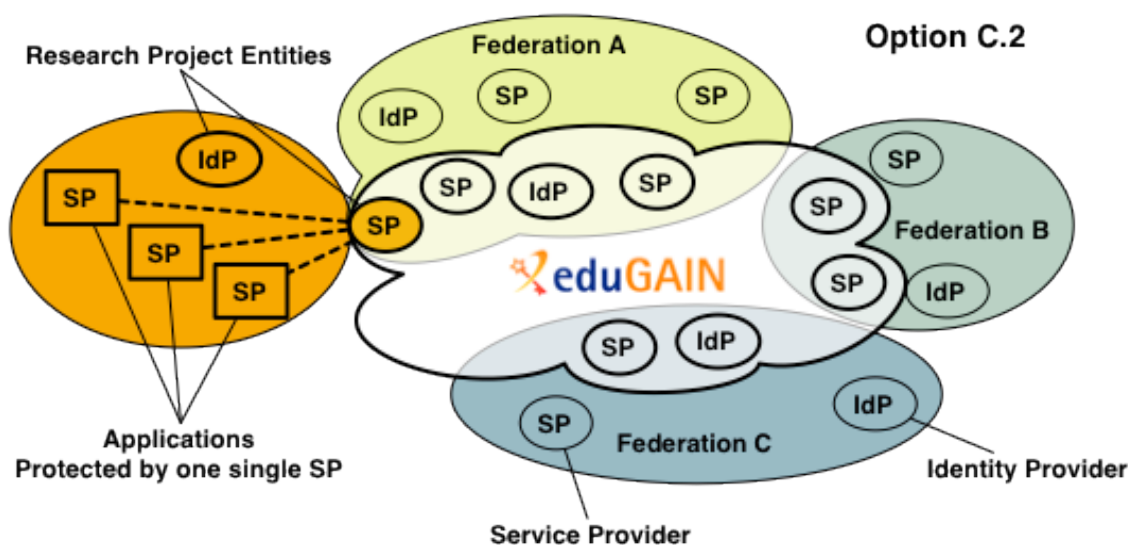 Option C.2
Federation A
Research Project Entities
SP
SP
IdP
IdP
SP
IdP
SP
SP
SP
SP
SP
SP
SP
Federation B
SP
eduGAIN
SP
IdP
SP
IdP
IdP
SP
Federation C
Applications
Protected by one single SP
Identity Provider
Service Provider